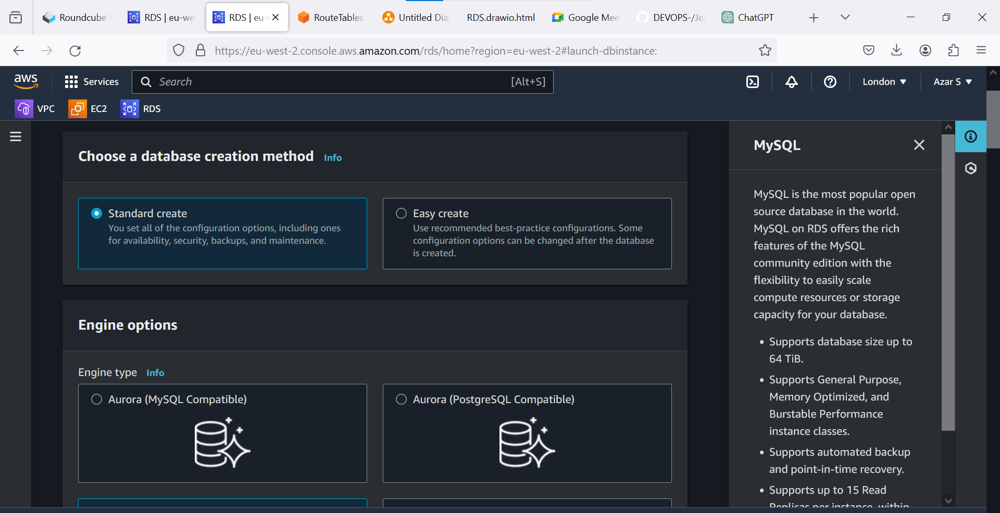 Roundcube
RDS | eu-we
RDS | eu-
RouteTables
Untitled Dia
RDS.drawio.html
Google Mee
DEVOPS-/Je
ChatGPT
https://eu-west-2.console.aws.amazon.com/rds/home?region=eu-west-2#launch-dbinstance:
aws
Services
Search
[Alt+S]
London
Azar S
VPC
EC2
RDS
Choose a database creation method Info
Standard create
You set all of the configuration options, including ones
for availability, security, backups, and maintenance.
Easy create
Use recommended best-practice configurations. Some
configuration options can be changed after the database
is created.
Engine options
Engine type Info
Aurora (MySQL Compatible)
Aurora (PostgreSQL Compatible)
MySQL
MySQL is the most popular open
source database in the world.
MySQL on RDS offers the rich
features of the MySQL
community edition with the
flexibility to easily scale
compute resources or storage
capacity for your database.
• Supports database size up to
64 TiB.
• Supports General Purpose,
Memory Optimized, and
Burstable Performance
instance classes.
• Supports automated backup
and point-in-time recovery.
• Supports up to 15 Read
Replicas per instance, within